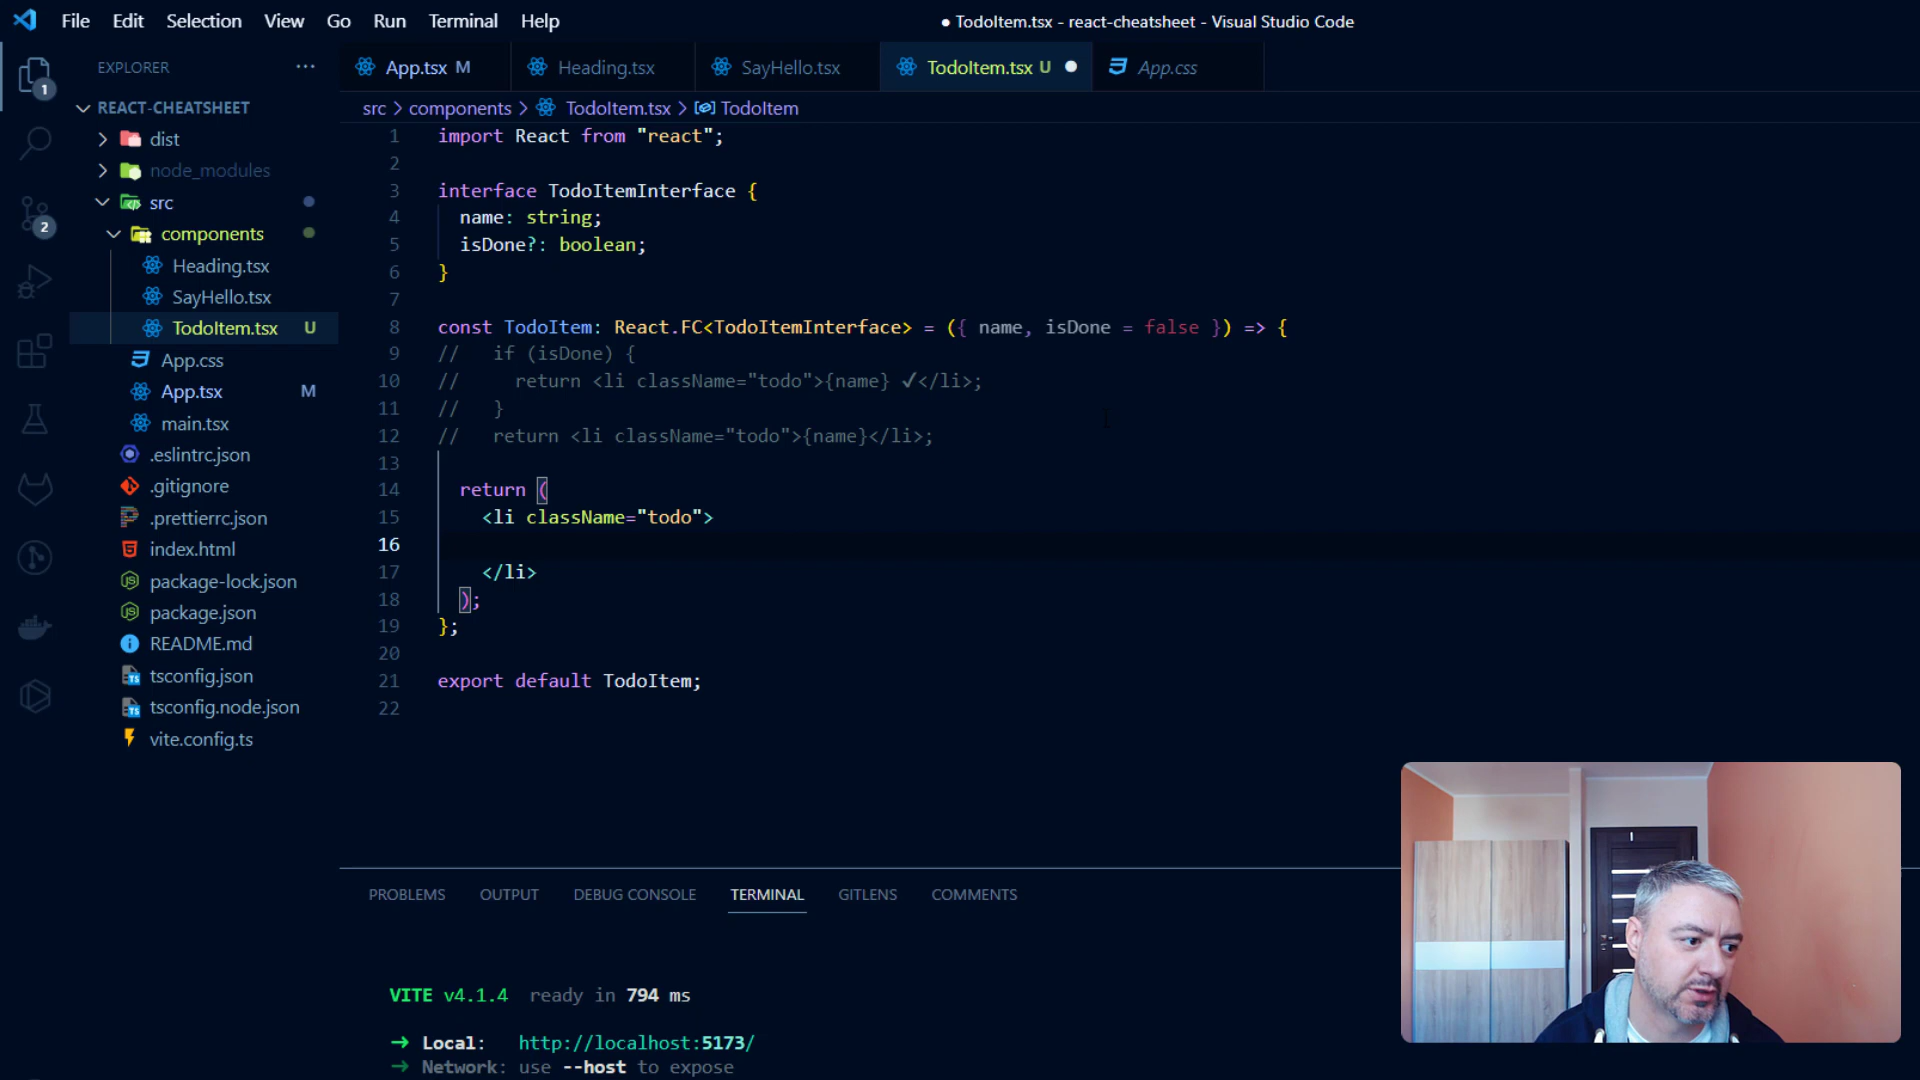 File Edit Selection View Go Run Terminal Help
● TodoItem.tsx - react-cheatsheet - Visual Studio Code
EXPLORER ···
App.tsx M
Heading.tsx
SayHello.tsx
TodoItem.tsx U
App.css
src > components > TodoItem.tsx > TodoItem
1
2
REACT-CHEATSHEET
dist
node_modules
src
components
Heading.tsx
SayHello.tsx
TodoItem.tsx U
App.css
App.tsx M
main.tsx
.eslintrc.json
.gitignore
.prettierrc.json
index.html
package-lock.json
package.json
README.md
tsconfig.json
tsconfig.node.json
vite.config.ts
1 import React from "react";
2
3 interface TodoItemInterface {
4 name: string;
5 isDone?: boolean;
6 }
7
8 const TodoItem: React.FC<TodoItemInterface> = ({ name, isDone = false }) => {
9 // if (isDone) {
10 // return <li className="todo">{name} ✓</li>;
11 // }
12 // return <li className="todo">{name}</li>;
13
14 return (
15 <li className="todo">
16
17 </li>
18 );
19 };
20
21 export default TodoItem;
22
PROBLEMS OUTPUT DEBUG CONSOLE TERMINAL GITLENS COMMENTS
VITE v4.1.4 ready in 794 ms
➜ Local: http://localhost:5173/
➜ Network: use --host to expose